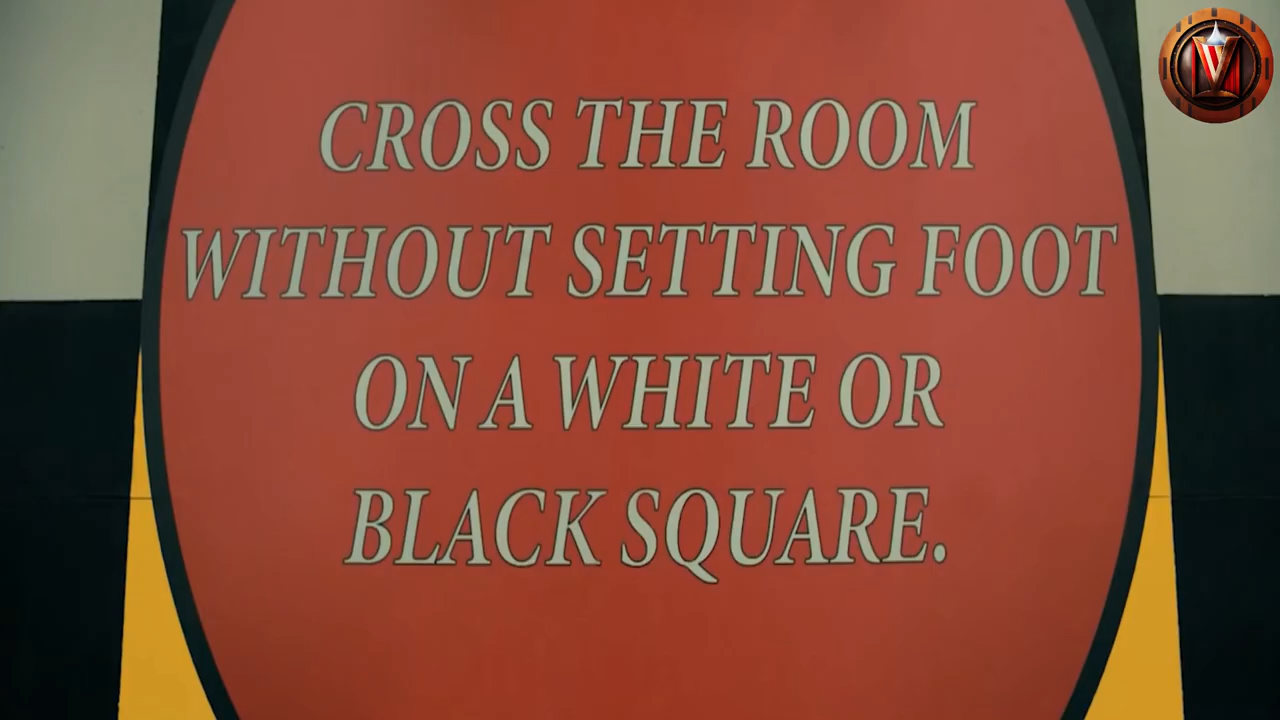 CROSS THE ROOM
WITHOUT SETTING FOOT
ON A WHITE OR
BLACK SQUARE.